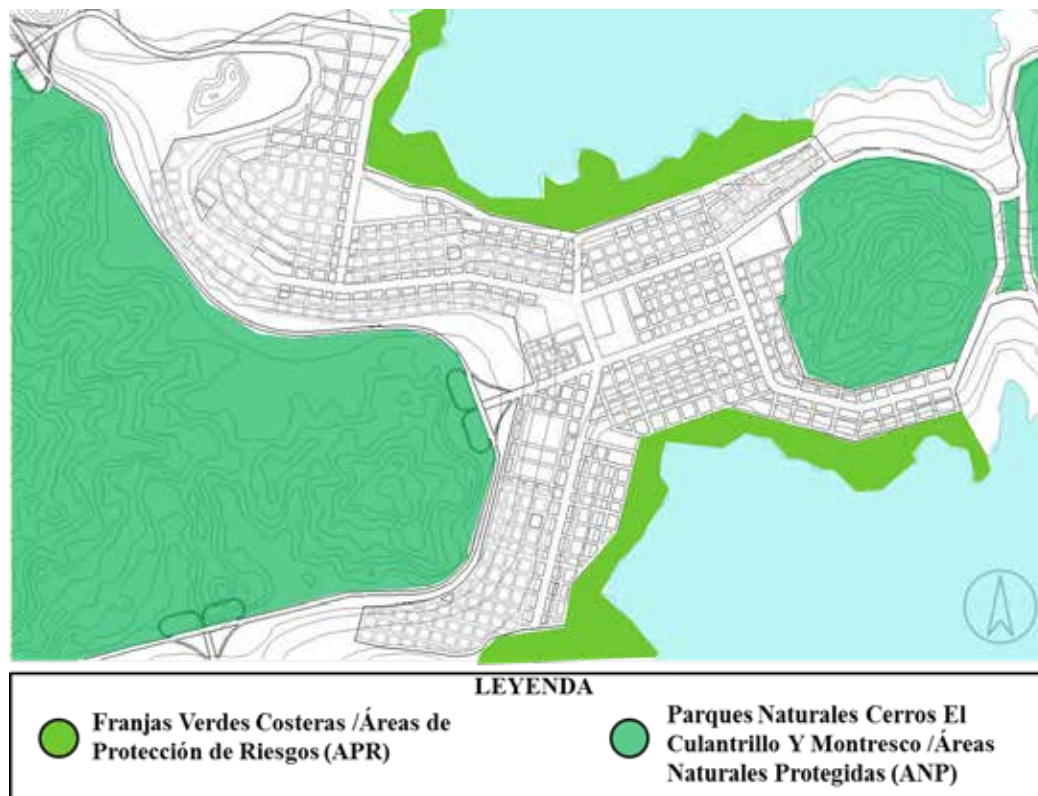 LEYENDA
Franjas Verdes Costeras /Áreas de
Protección de Riesgos (APR)
Parques Naturales Cerros El
Culantrillo Y Montresco /Áreas
Naturales Protegidas (ANP)